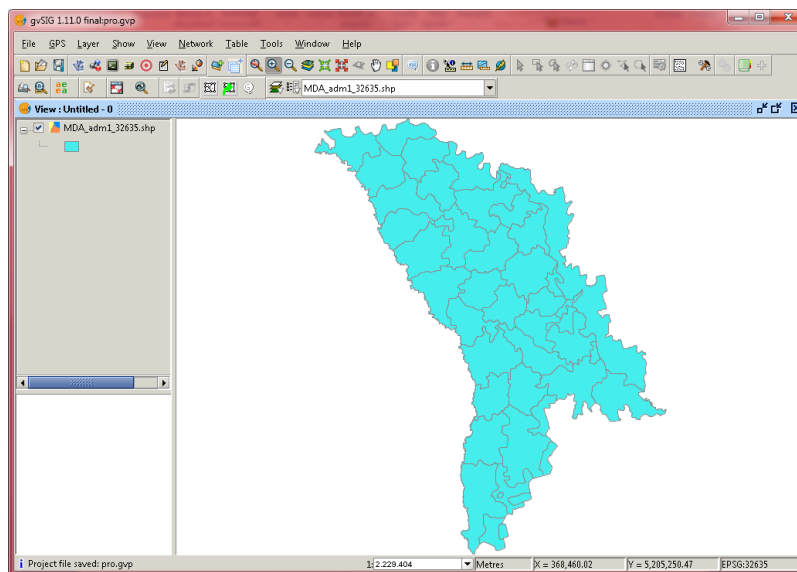 gvSIG 1.11.0 final:pro.gvp
File GPS Layer Show View Network Table Tools Window Help
MDA_adm1_32635.shp
View : Untitled - 0
MDA_adm1_32635.shp
Project file saved: pro.gvp 1: 2.229.404 Metres X = 368,460.02 Y = 5,205,250.47 EPSG:32635